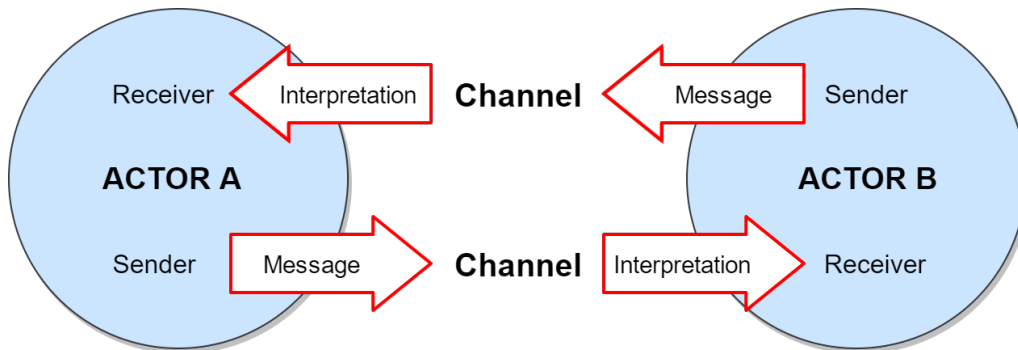 Receiver Interpretation Channel Message Sender
ACTOR A ACTOR B
Sender Message Channel Interpretation Receiver